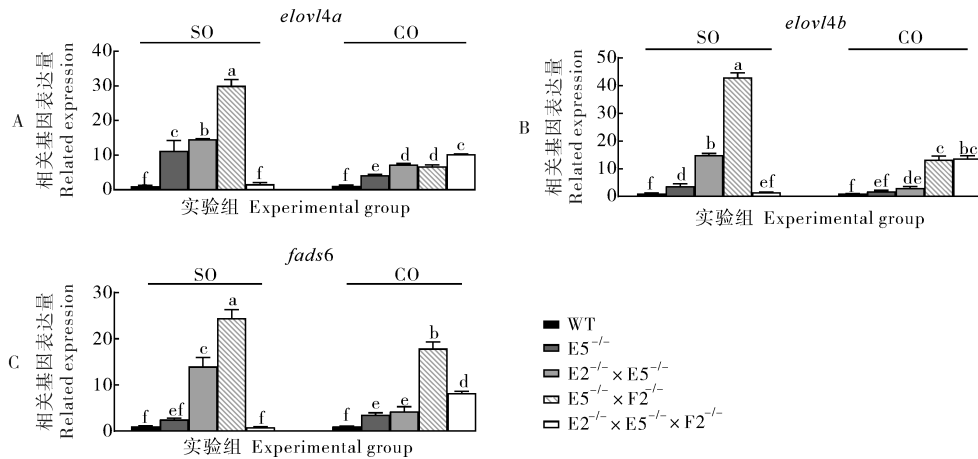 elovl4a
SO CO
A
相关基因表达量
Related expression
40
30
20
10
0
f c b a f f e d d c
实验组 Experimental group
elovl4b
SO CO
B
相关基因表达量
Related expression
50
40
30
20
10
0
f d b a ef f ef de c bc
实验组 Experimental group
fads6
SO CO
C
相关基因表达量
Related expression
30
20
10
0
f ef c a f f e e b d
实验组 Experimental group
WT
E5⁻/⁻
E2⁻/⁻×E5⁻/⁻
E5⁻/⁻×F2⁻/⁻
E2⁻/⁻×E5⁻/⁻×F2⁻/⁻